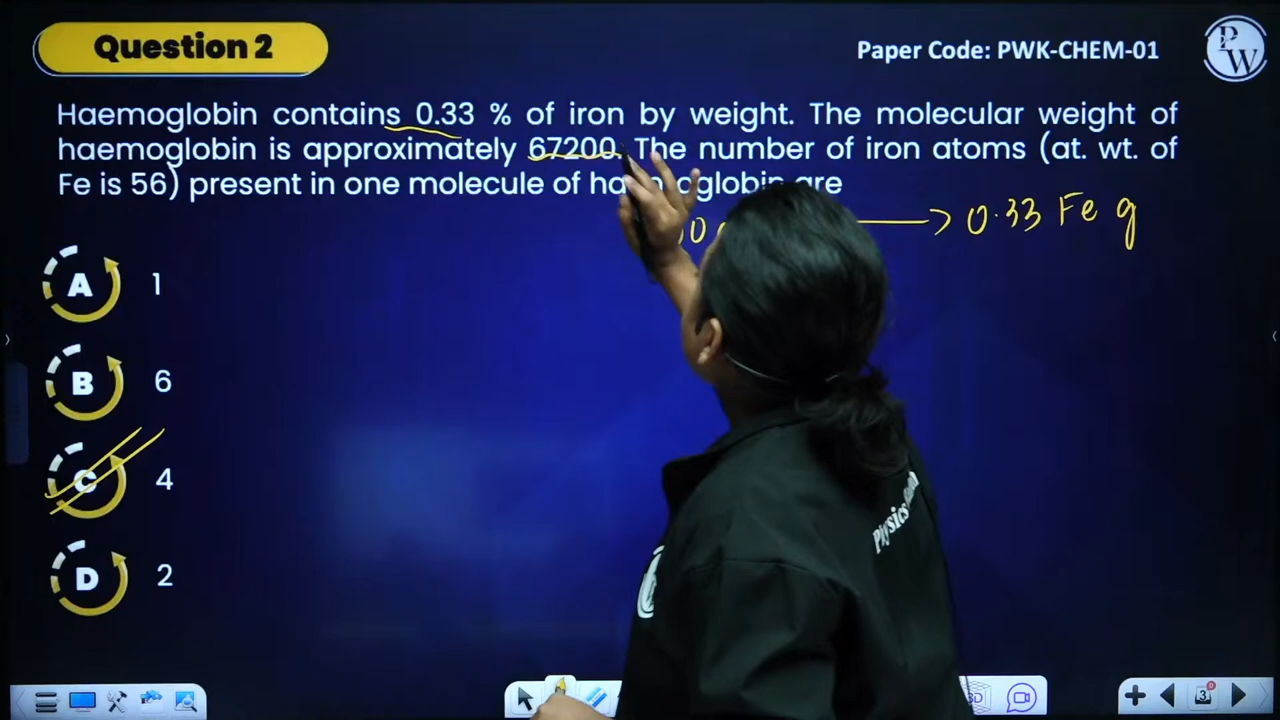 Question 2
Paper Code: PWK-CHEM-01
PW
Haemoglobin contains 0.33 % of iron by weight. The molecular weight of
haemoglobin is approximately 67200. The number of iron atoms (at. wt. of
Fe is 56) present in one molecule of are
0.33 Fe g
A 1
B 6
C 4
D 2
3